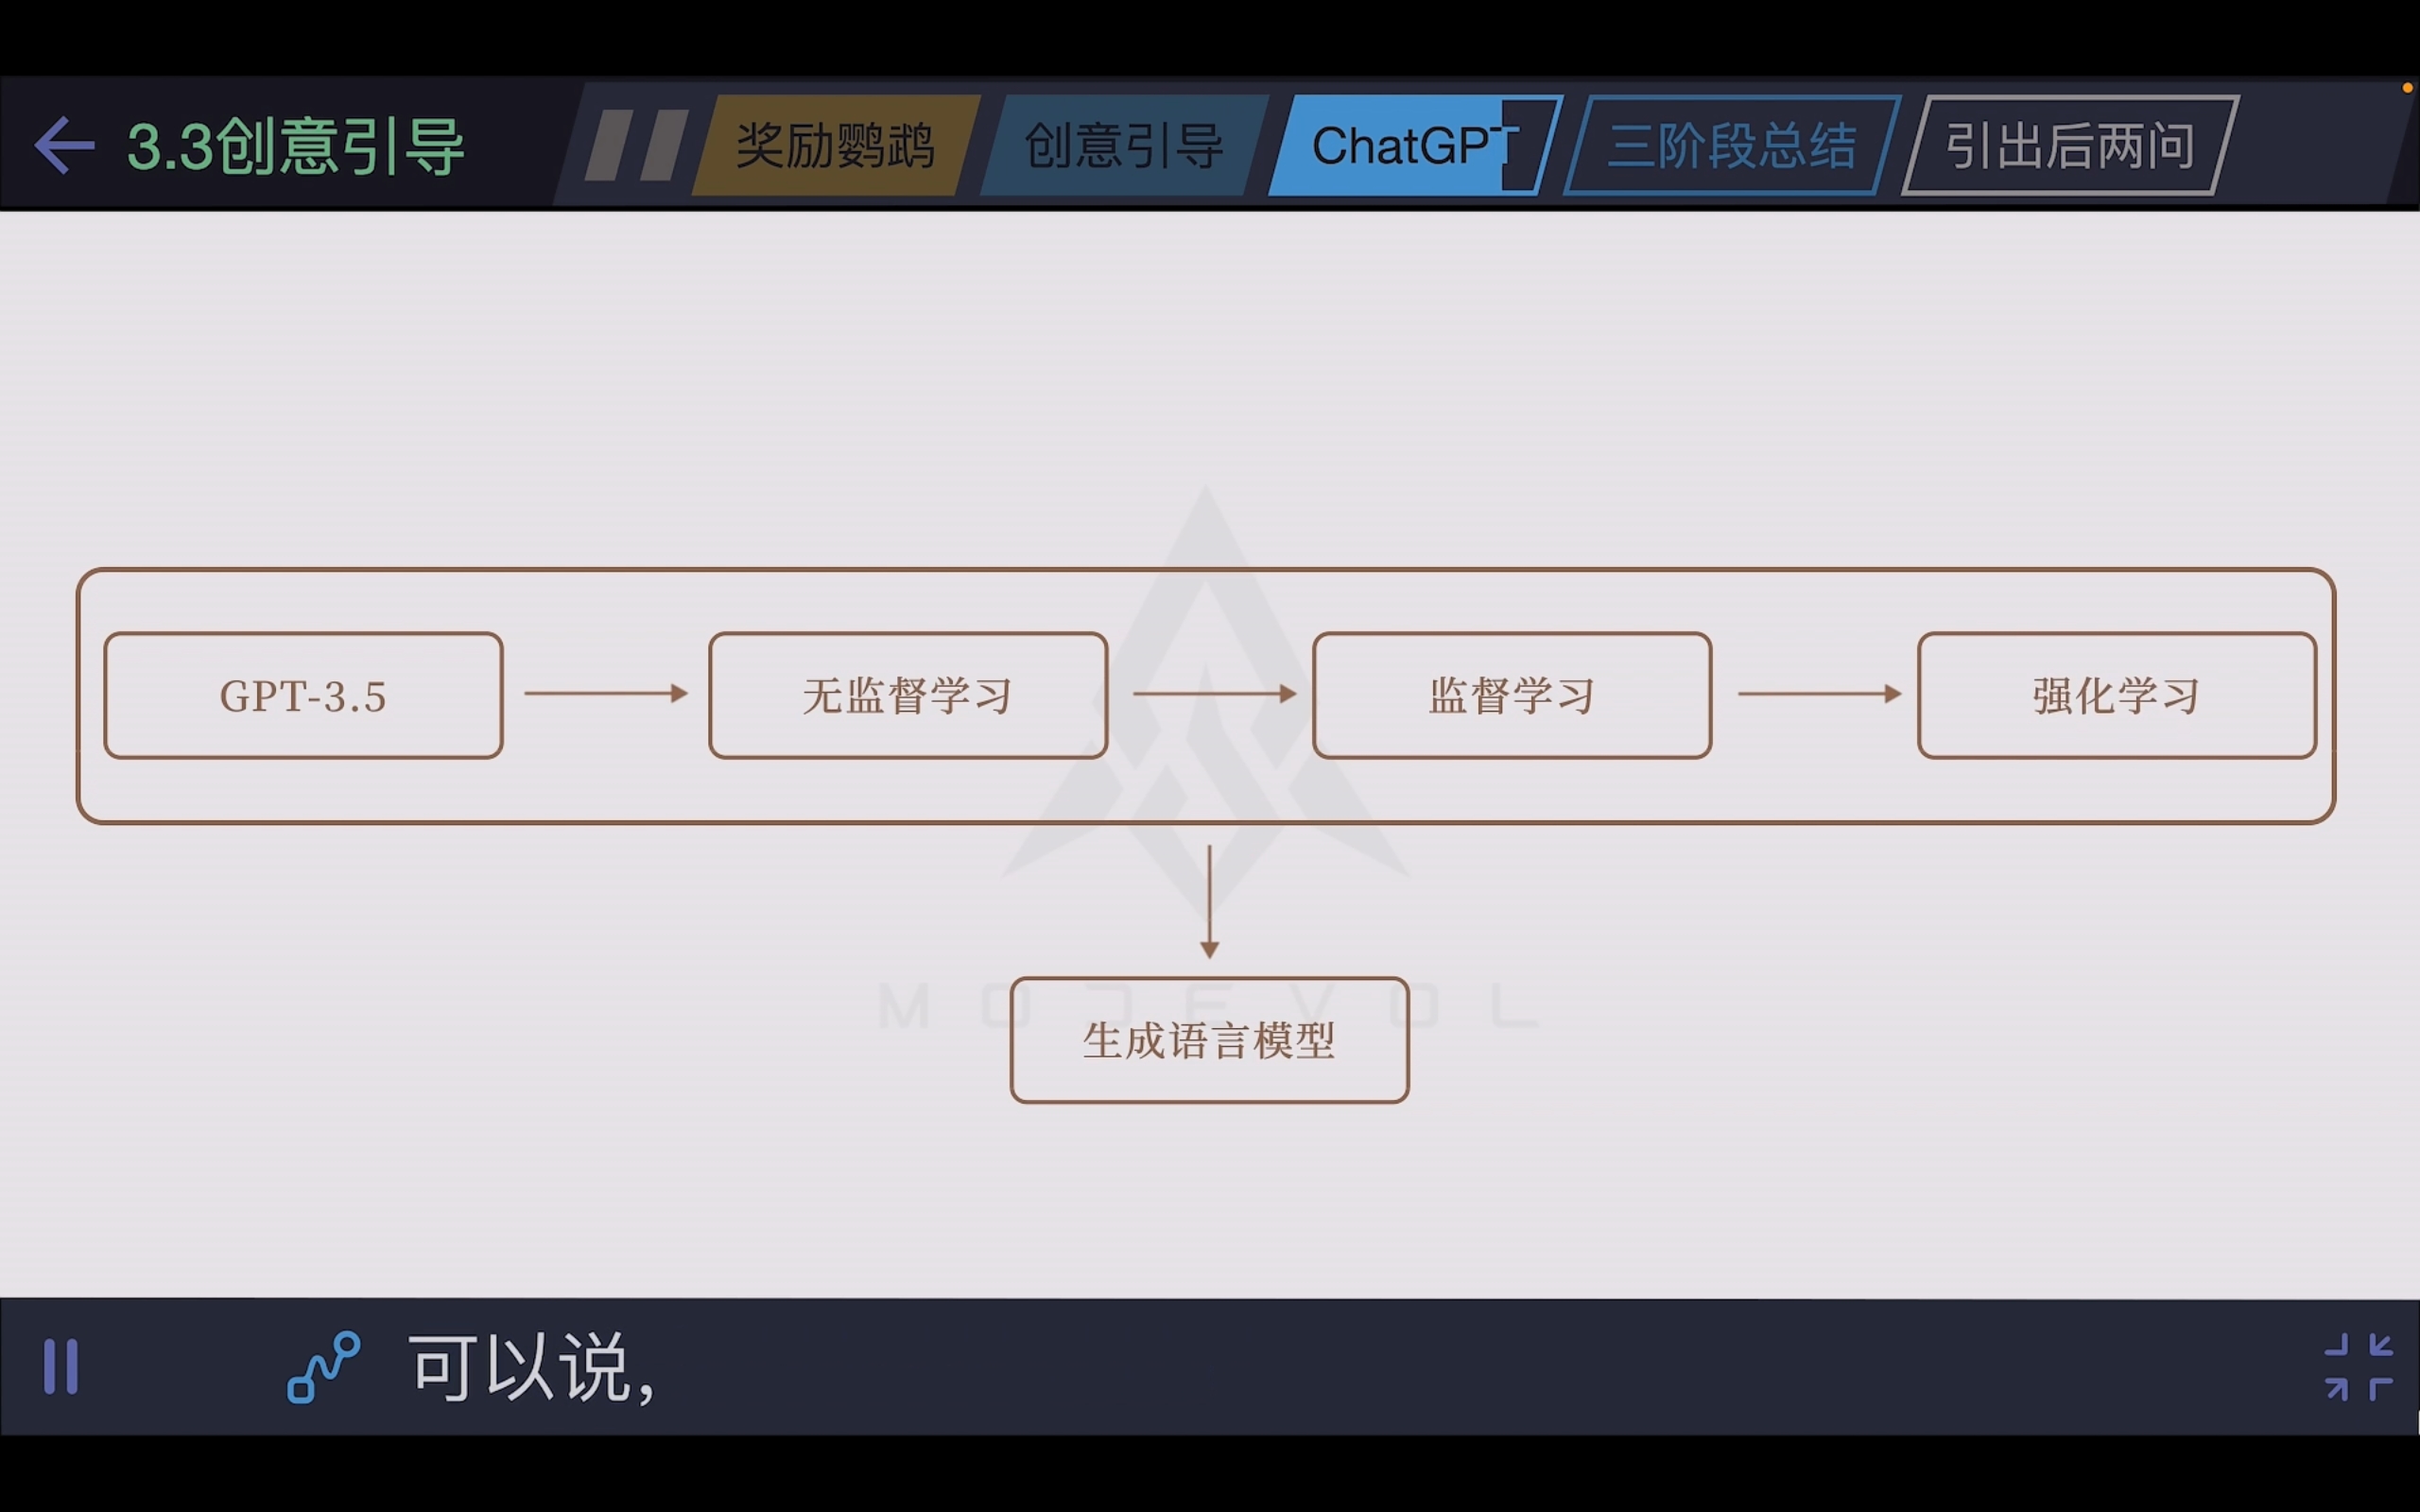 3.3创意引导
奖励鹦鹉
创意引导
ChatGPT
三阶段总结
引出后两问
GPT-3.5
无监督学习
监督学习
强化学习
MODEVOL
生成语言模型
可以说,